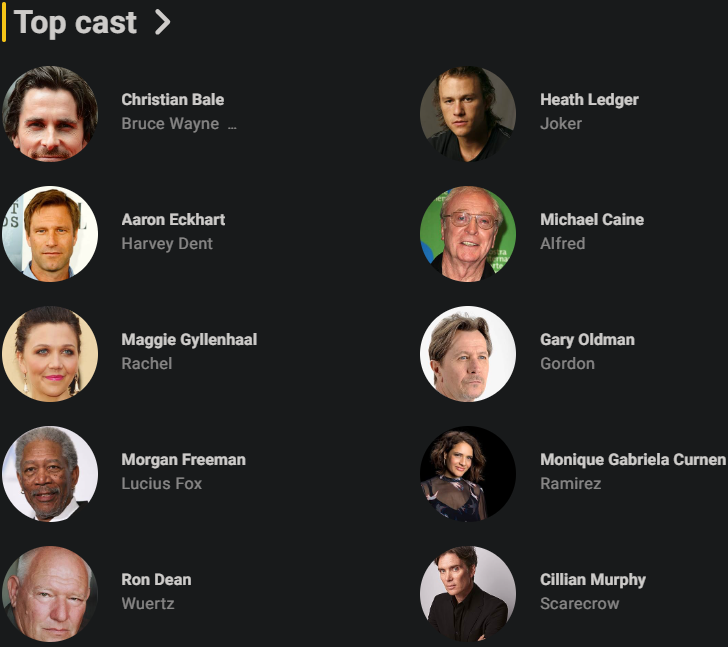 Top cast
Christian Bale
Bruce Wayne ...
Heath Ledger
Joker
Aaron Eckhart
Harvey Dent
Michael Caine
Alfred
Maggie Gyllenhaal
Rachel
Gary Oldman
Gordon
Morgan Freeman
Lucius Fox
Monique Gabriela Curnen
Ramirez
Ron Dean
Wuertz
Cillian Murphy
Scarecrow